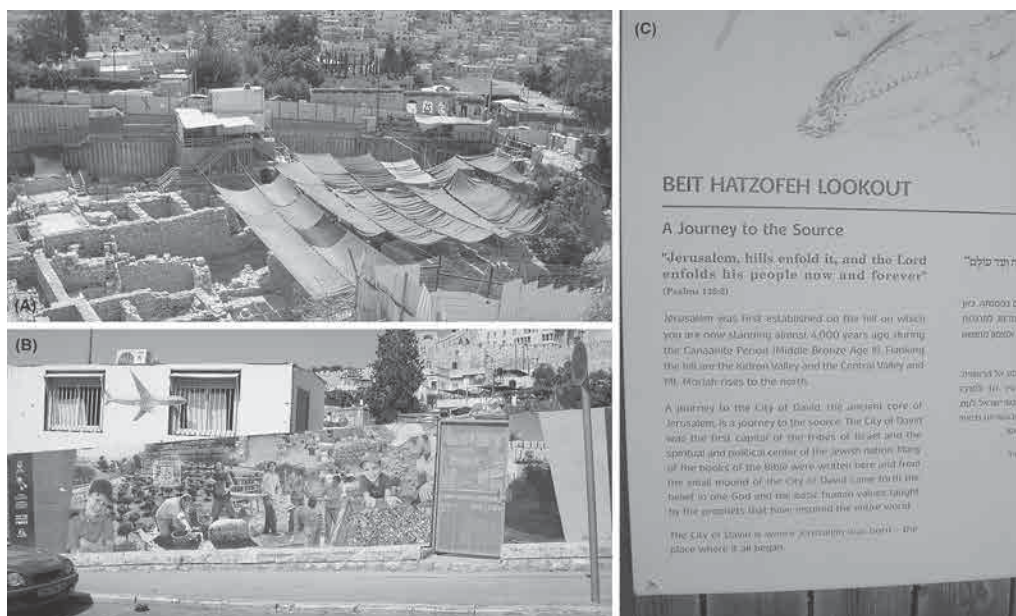 (A)
(B)
(C)
BEIT HATZOFEH LOOKOUT
A Journey to the Source
"Jerusalem, hills enfold it, and the Lord
enfolds his people now and forever"
(Psalms 125:2)
Jerusalem was first established on the hill on which
you are now standing almost 4,000 years ago, during
the Canaanite Period (Middle Bronze Age II). Flanking
the hill are the Kidron Valley and the Central Valley and
Mt. Moriah rises to the north.
A journey to the City of David, the ancient core of
Jerusalem, is a journey to the source. The City of David
was the first capital of the tribes of Israel and the
spiritual and political center of the Jewish nation. Many
of the books of the Bible were written here and from
the small mound of the City of David came forth the
belief in one God and the basic human values taught
by the prophets that have inspired the entire world.
The City of David is where Jerusalem was born – the
place where it all began.
ועד עולם"